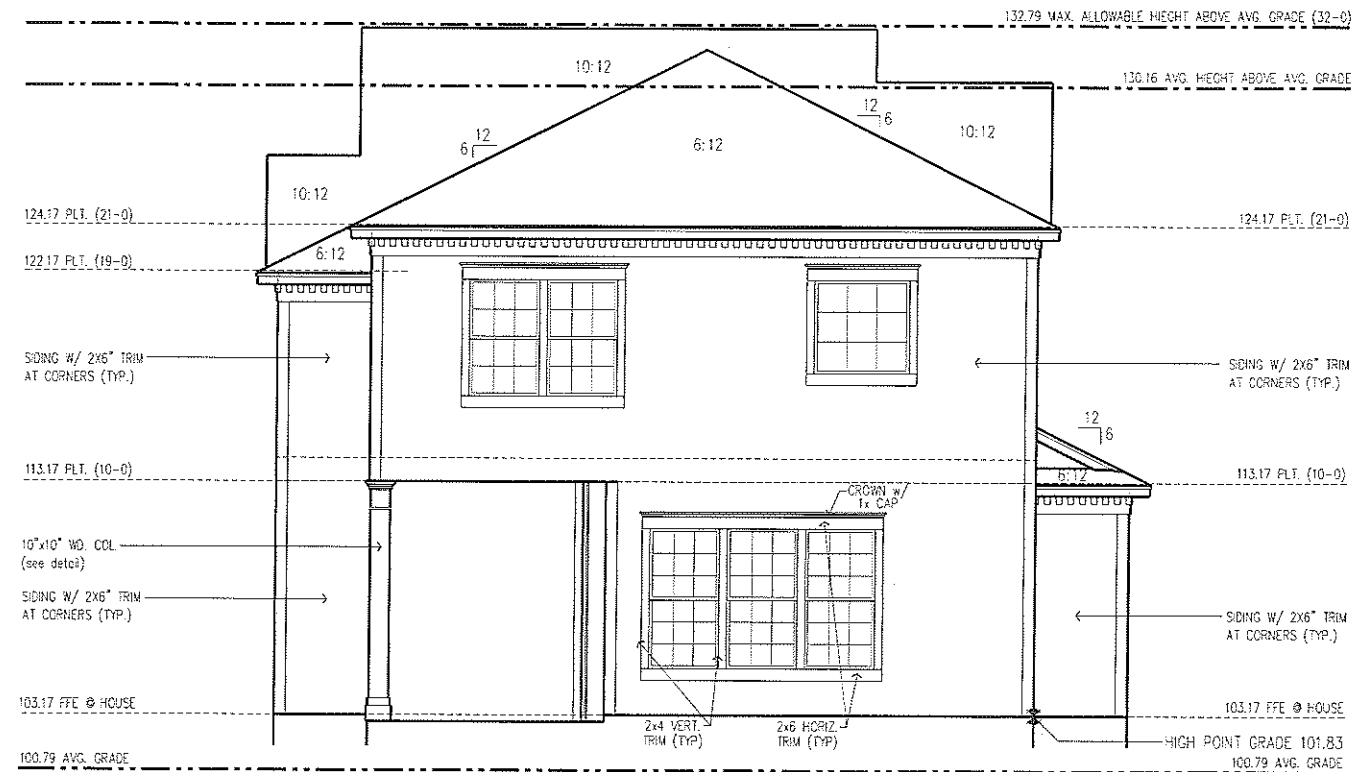 132.79 MAX. ALLOWABLE HIEGHT ABOVE AVG. GRADE (32-0)
10:12
130.16 AVG. HIEGHT ABOVE AVG. GRADE
12
6
12
6
10:12
6:12
10:12
124.17 PLT. (21-0)
124.17 PLT. (21-0)
6:12
122.17 PLT. (19-0)
SIDING W/ 2X6" TRIM
AT CORNERS (TYP.)
SIDING W/ 2X6" TRIM
AT CORNERS (TYP.)
12
6
113.17 PLT. (10-0)
6:12
113.17 PLT. (10-0)
CROWN W/
1x CAP
10"x10" WD. COL.
(see detail)
SIDING W/ 2X6" TRIM
AT CORNERS (TYP.)
SIDING W/ 2X6" TRIM
AT CORNERS (TYP.)
103.17 FFE @ HOUSE
103.17 FFE @ HOUSE
2x4 VERT.
TRIM (TYP)
2x6 HORIZ.
TRIM (TYP)
HIGH POINT GRADE 101.83
100.79 AVG. GRADE
100.79 AVG. GRADE